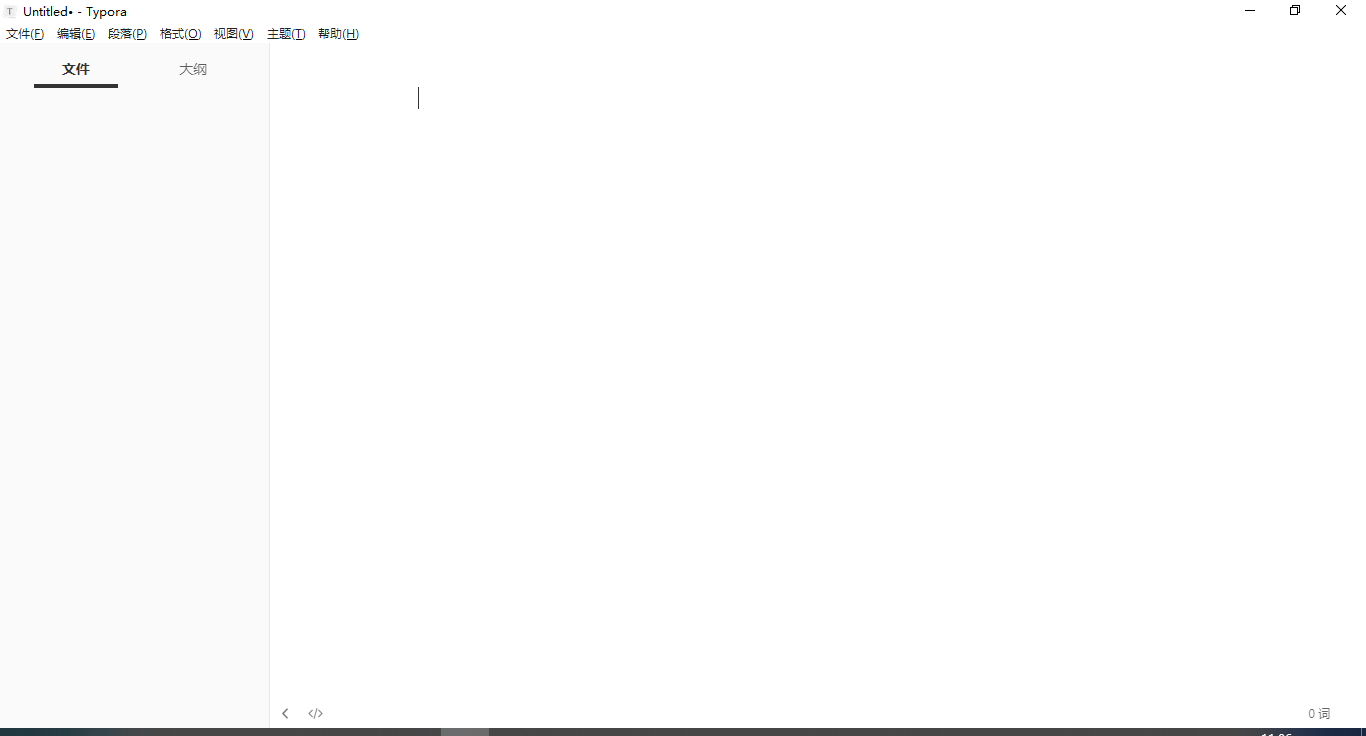 T Untitled• - Typora
文件(F) 编辑(E) 段落(P) 格式(O) 视图(V) 主题(T) 帮助(H)
文件 大纲
</> 0 词